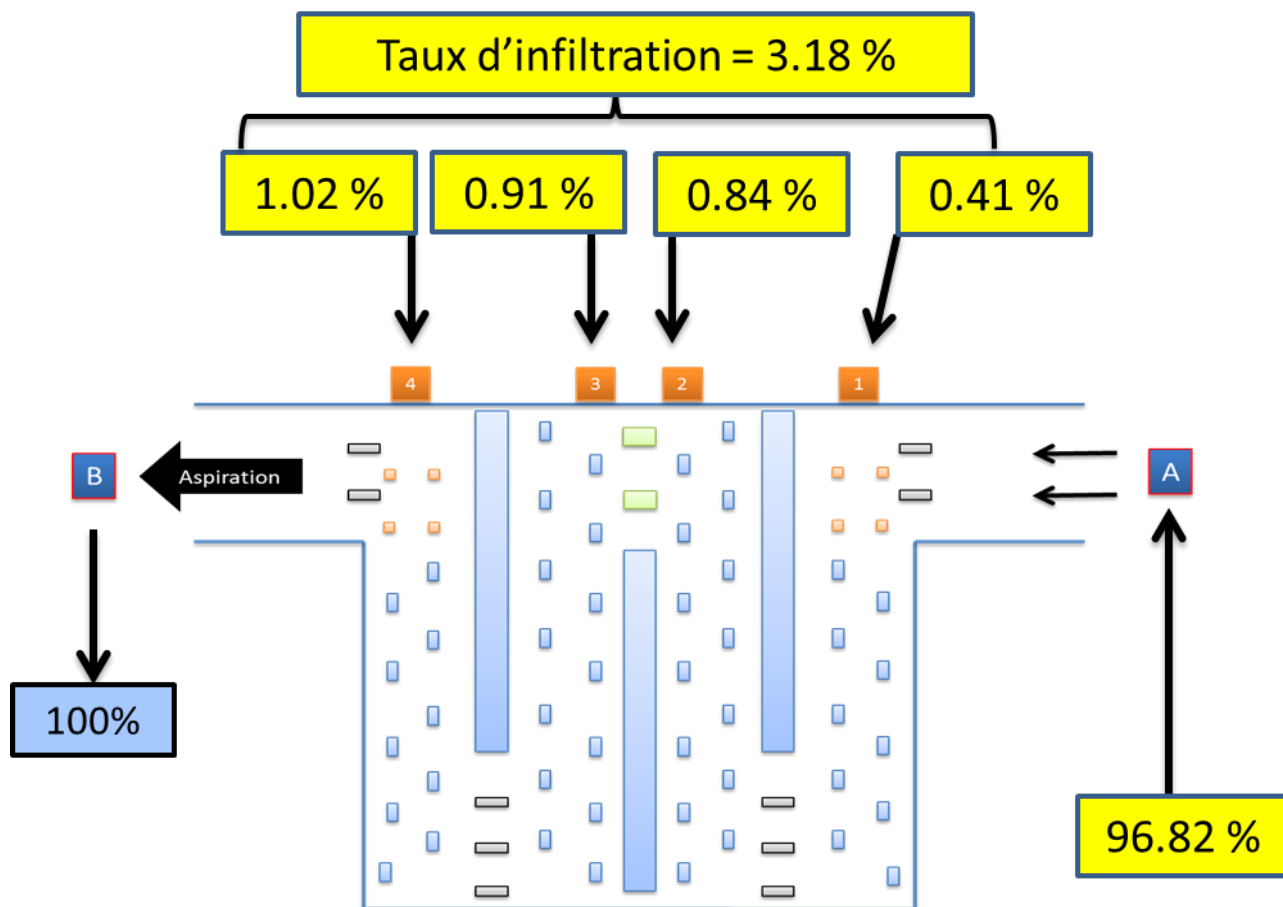 Taux d’infiltration = 3.18 %
1.02 %
0.91 %
0.84 %
0.41 %
4
3
2
1
B
Aspiration
A
100%
96.82 %